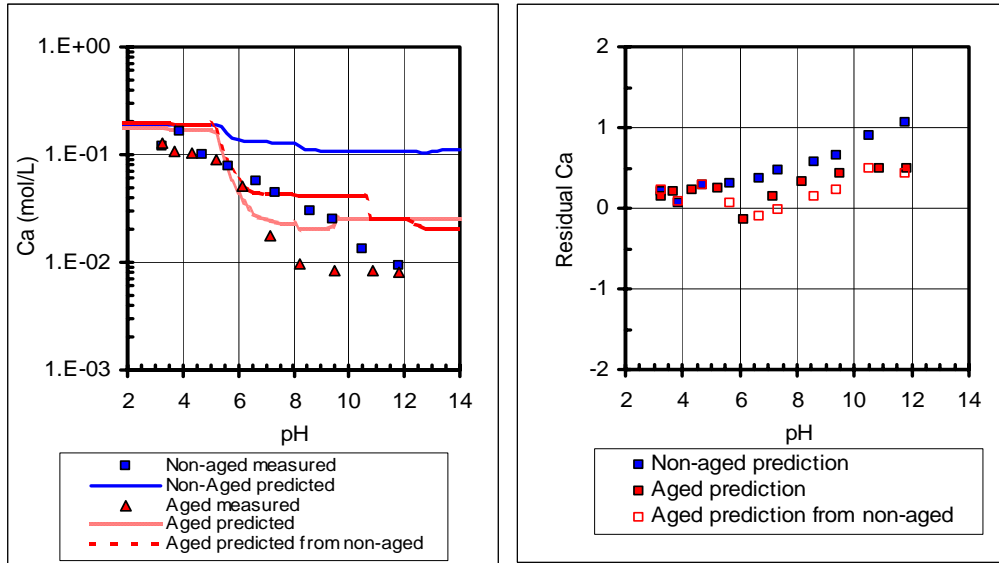 1.E+00
1.E-01
1.E-02
1.E-03
Ca (mol/L)
2 4 6 8 10 12 14
pH
Non-aged measured
Non-Aged predicted
Aged measured
Aged predicted
Aged predicted from non-aged
2
1
0
-1
-2
Residual Ca
2 4 6 8 10 12 14
pH
Non-aged prediction
Aged prediction
Aged prediction from non-aged